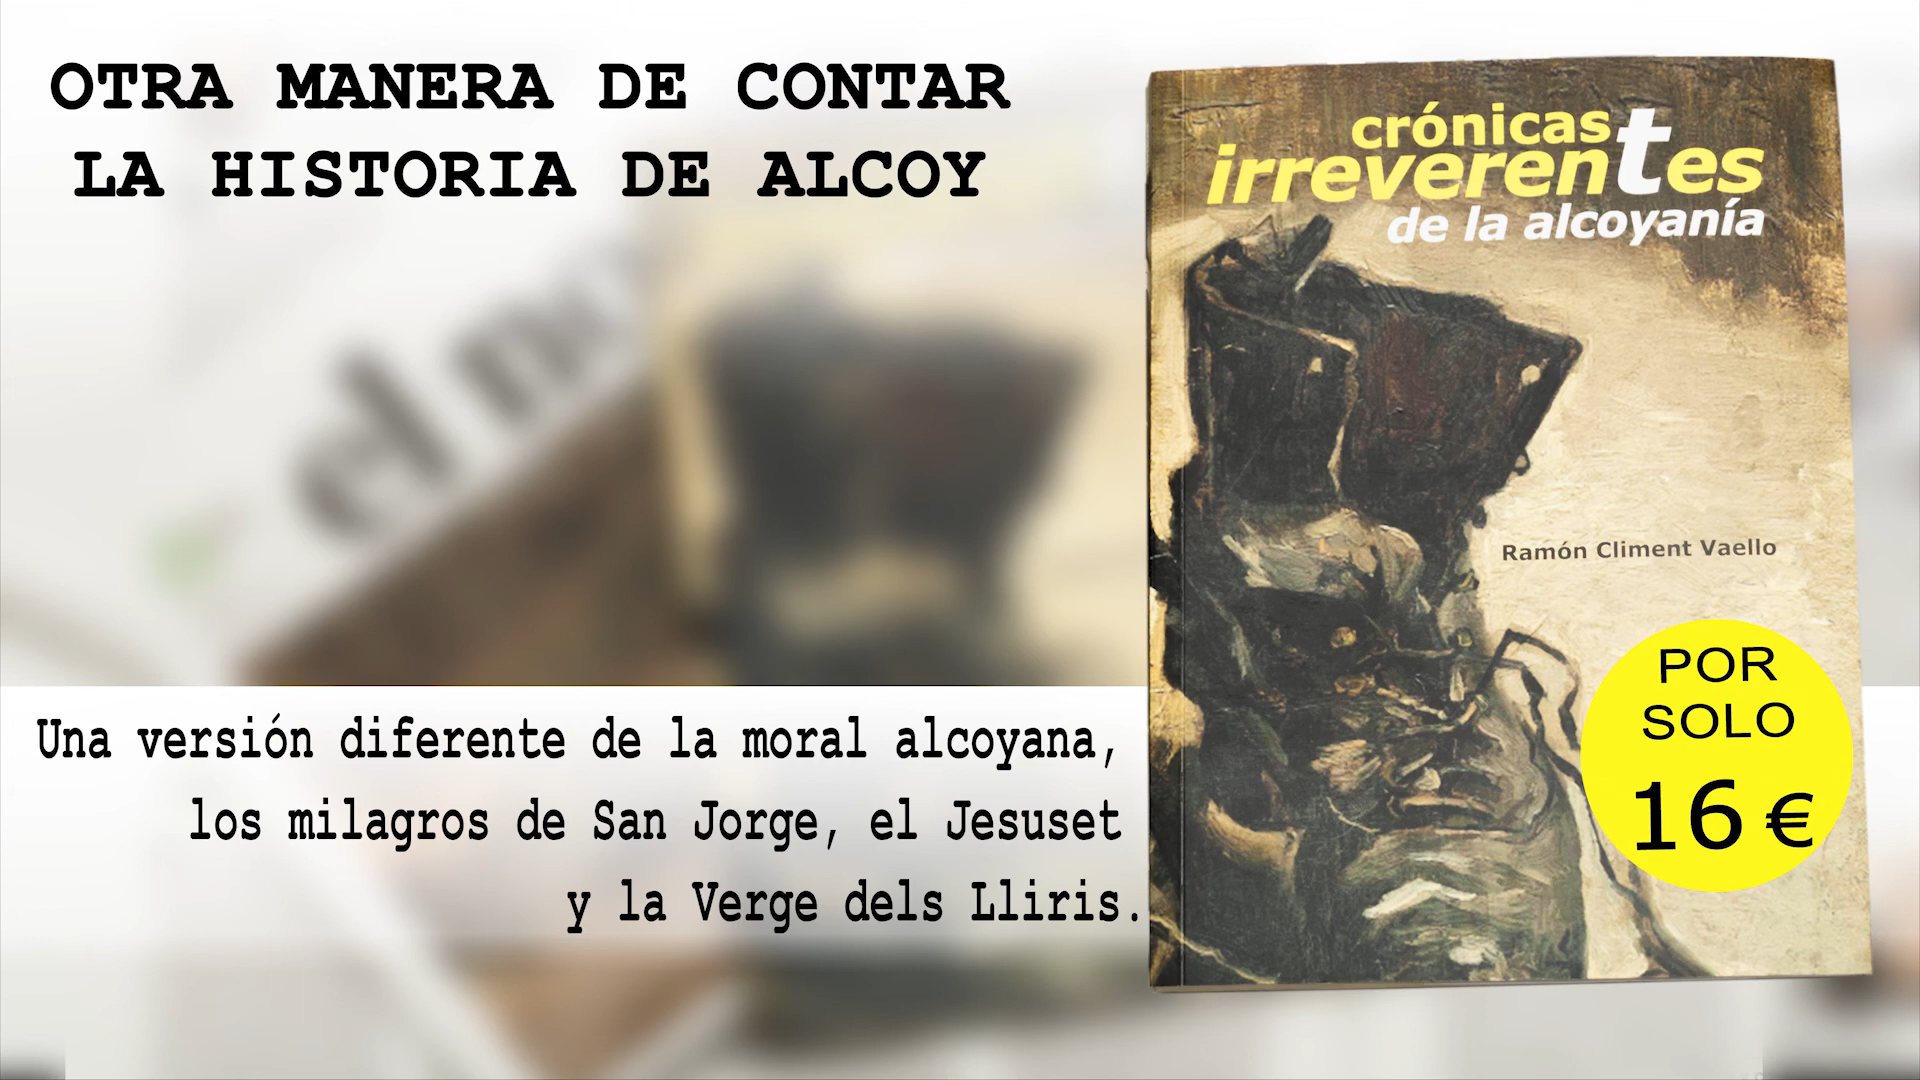 OTRA MANERA DE CONTAR
LA HISTORIA DE ALCOY
crónicas
irreverentes
de la alcoyanía
Ramón Climent Vaello
POR
SOLO
16 €
Una versión diferente de la moral alcoyana,
los milagros de San Jorge, el Jesuset
y la Verge dels Lliris.